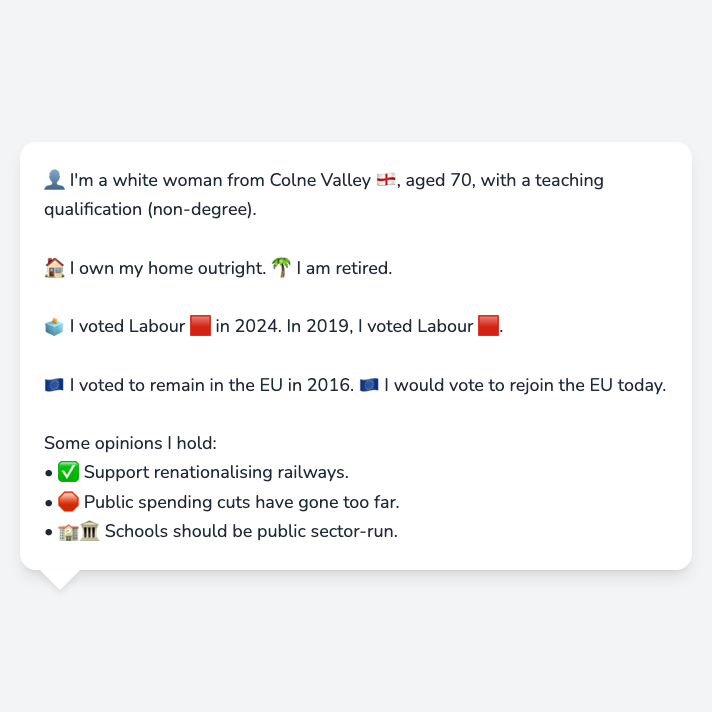 👤 I'm a white woman from Colne Valley 🏴󠁧󠁢󠁥󠁮󠁧󠁿, aged 70, with a teaching
qualification (non-degree).
🏠 I own my home outright. 🌴 I am retired.
🗳️ I voted Labour 🟥 in 2024. In 2019, I voted Labour 🟥.
🇪🇺 I voted to remain in the EU in 2016. 🇪🇺 I would vote to rejoin the EU today.
Some opinions I hold:
• ✅ Support renationalising railways.
• 🛑 Public spending cuts have gone too far.
• 🏫🏛️ Schools should be public sector-run.